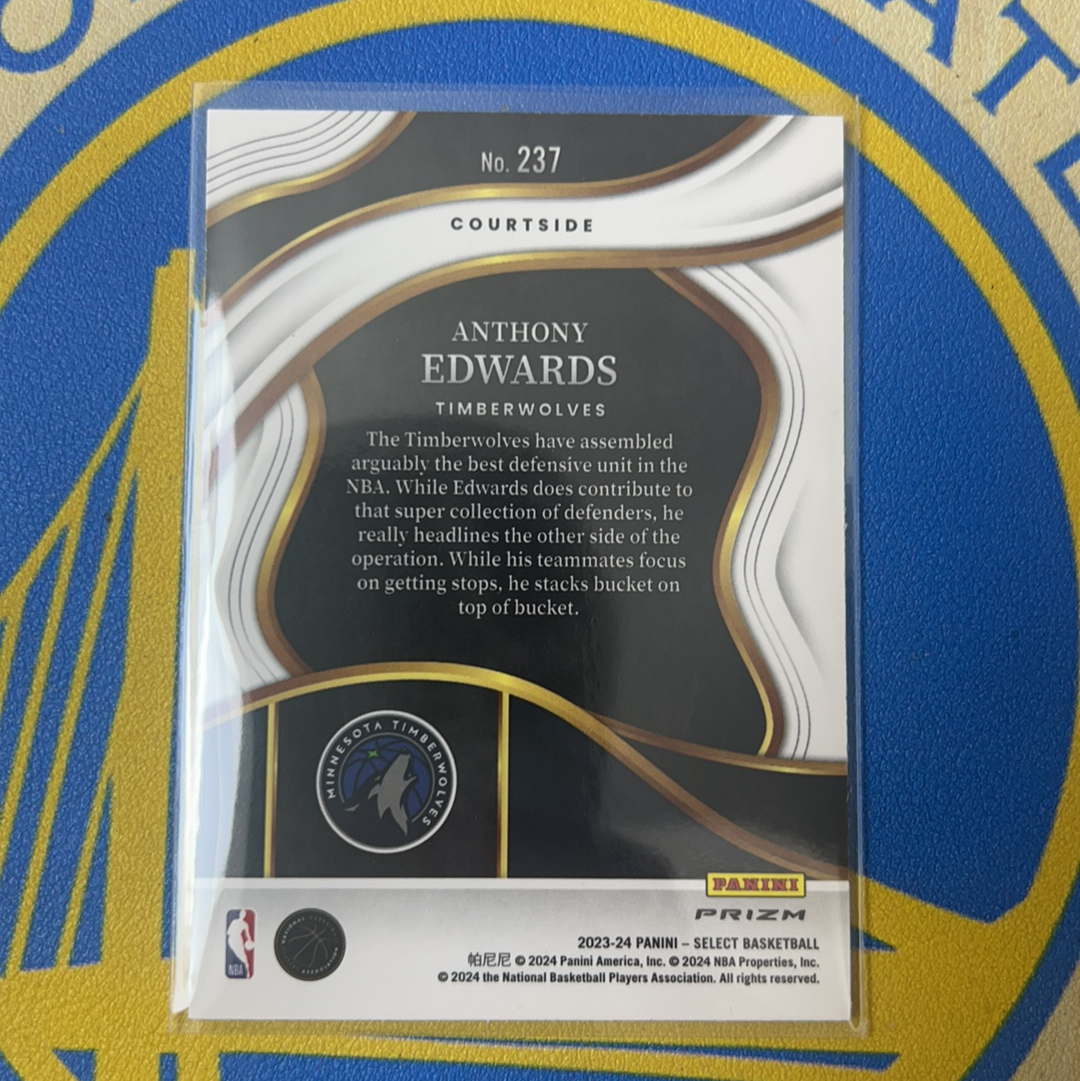 No. 237
COURTSIDE
ANTHONY
EDWARDS
TIMBERWOLVES
The Timberwolves have assembled
arguably the best defensive unit in the
NBA. While Edwards does contribute to
that super collection of defenders, he
really headlines the other side of the
operation. While his teammates focus
on getting stops, he stacks bucket on
top of bucket.
MINNESOTA TIMBERWOLVES
PANINI
PRIZM
NBA
2023-24 PANINI – SELECT BASKETBALL
帕尼尼 © 2024 Panini America, Inc. © 2024 NBA Properties, Inc.
© 2024 the National Basketball Players Association. All rights reserved.